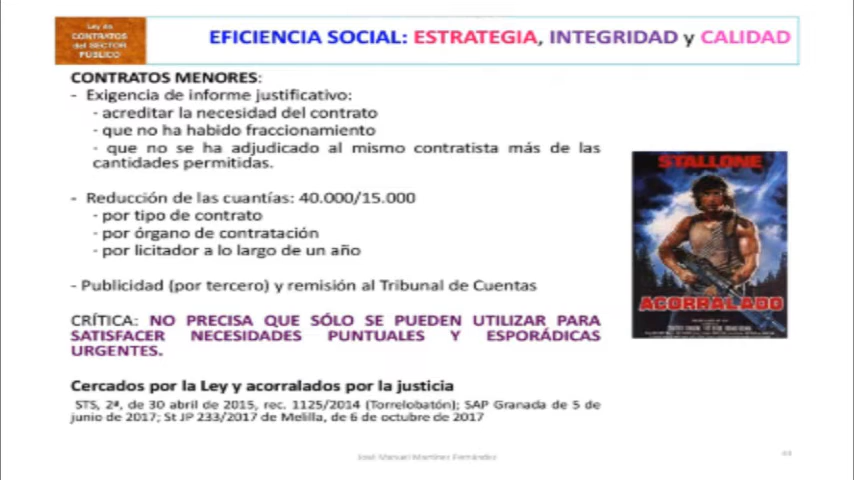 Ley de
CONTRATOS
del SECTOR
PÚBLICO
EFICIENCIA SOCIAL: ESTRATEGIA, INTEGRIDAD y CALIDAD
CONTRATOS MENORES:
- Exigencia de informe justificativo:
- acreditar la necesidad del contrato
- que no ha habido fraccionamiento
- que no se ha adjudicado al mismo contratista más de las
cantidades permitidas.
- Reducción de las cuantías: 40.000/15.000
- por tipo de contrato
- por órgano de contratación
- por licitador a lo largo de un año
- Publicidad (por tercero) y remisión al Tribunal de Cuentas
CRÍTICA: NO PRECISA QUE SÓLO SE PUEDEN UTILIZAR PARA
SATISFACER NECESIDADES PUNTUALES Y ESPORÁDICAS
URGENTES.
Cercados por la Ley y acorralados por la justicia
STS, 2ª, de 30 abril de 2015, rec. 1125/2014 (Torrelobatón); SAP Granada de 5 de
junio de 2017; St JP 233/2017 de Melilla, de 6 de octubre de 2017
STALLONE
ACORRALADO
José Manuel Martínez Fernández